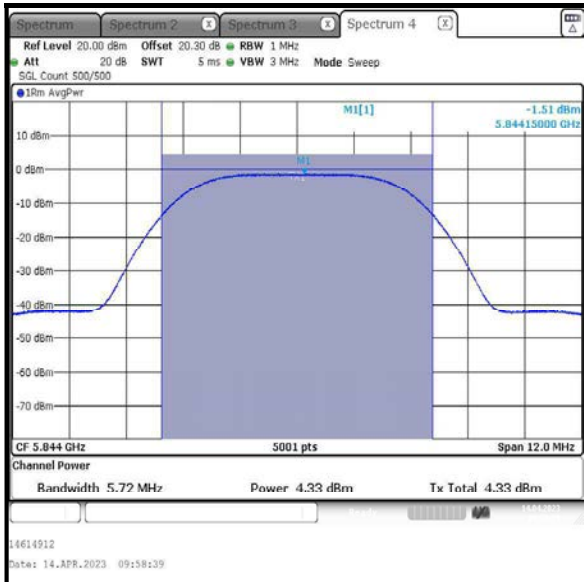 Spectrum Spectrum 2 X Spectrum 3 X Spectrum 4 X
Ref Level 20.00 dBm Offset 20.30 dB RBW 1 MHz
Att 20 dB SWT 5 ms VBW 3 MHz Mode Sweep
SGL Count 500/500
1Rm AvgPwr
M1[1] -1.51 dBm
5.84415000 GHz
10 dBm
0 dBm
M1
-10 dBm
-20 dBm
-30 dBm
-40 dBm
-50 dBm
-60 dBm
-70 dBm
CF 5.844 GHz 5001 pts Span 12.0 MHz
Channel Power
Bandwidth 5.72 MHz Power 4.33 dBm Tx Total 4.33 dBm
Ready 14.04.2023
14614912
Date: 14.APR.2023 09:58:39